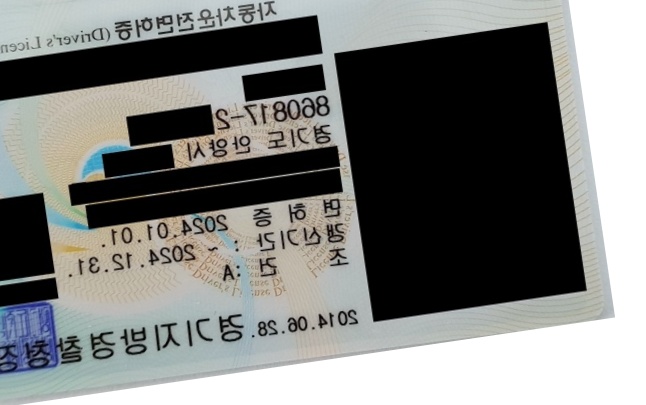 자동차운전면허증 (Driver's Licen
860817-2
경기도 안양시
면 허 증 2024.01.01.
갱신기간 : ~ 2024.12.31.
조 건 :A
2014.06.28. 경기지방경찰청장